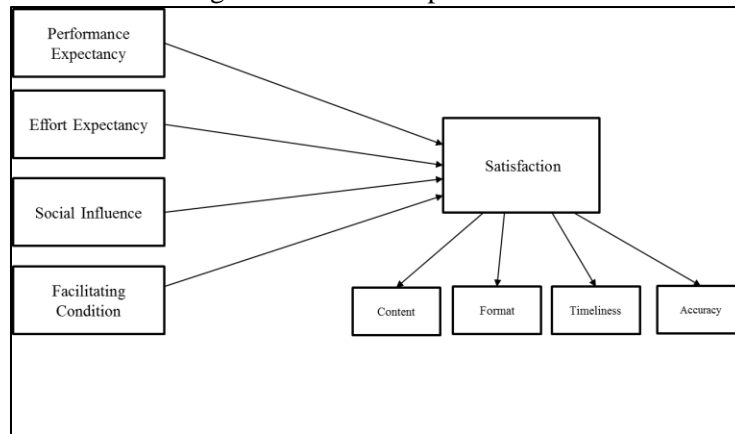 Performance
Expectancy
Effort Expectancy
Satisfaction
Social Influence
Facilitating
Condition
Content
Format
Timeliness
Accuracy